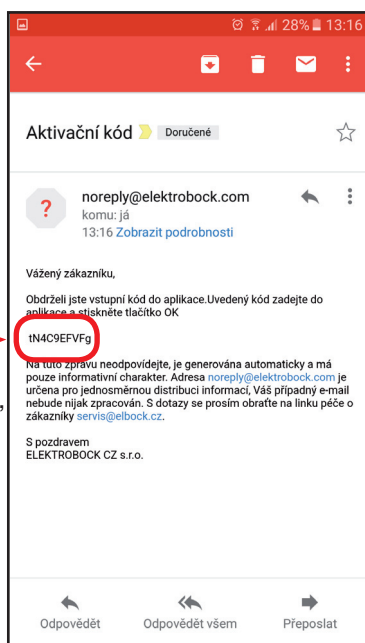 28% 13:16
Aktivační kód Doručené
?
noreply@elektrobock.com
komu: já
13:16 Zobrazit podrobnosti
Vážený zákazníku,
Obdrželi jste vstupní kód do aplikace.Uvedený kód zadejte do
aplikace a stiskněte tlačítko OK
tN4C9EFVFg
Na tuto zprávu neodpovídejte, je generována automaticky a má
pouze informativní charakter. Adresa noreply@elektrobock.com je
určena pro jednosměrnou distribuci informací, Váš případný e-mail
nebude nijak zpracován. S dotazy se prosím obraťte na linku péče o
zákazníky servis@elbock.cz.
S pozdravem
ELEKTROBOCK CZ s.r.o.
Odpovědět Odpovědět všem Přeposlat